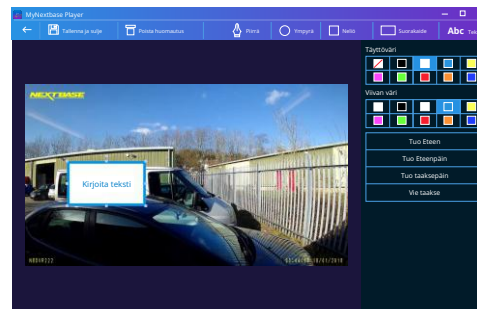 MyNextbase Player
Tallenna ja sulje
Poista huomautus
Piirrä
Ympyrä
Neliö
Suorakaide
Abc
Täyttöväri
Viivan väri
Tuo Eteen
Tuo Eteenpäin
Tuo taaksepäin
Vie taakse
NEXTBASE
Kirjoita teksti